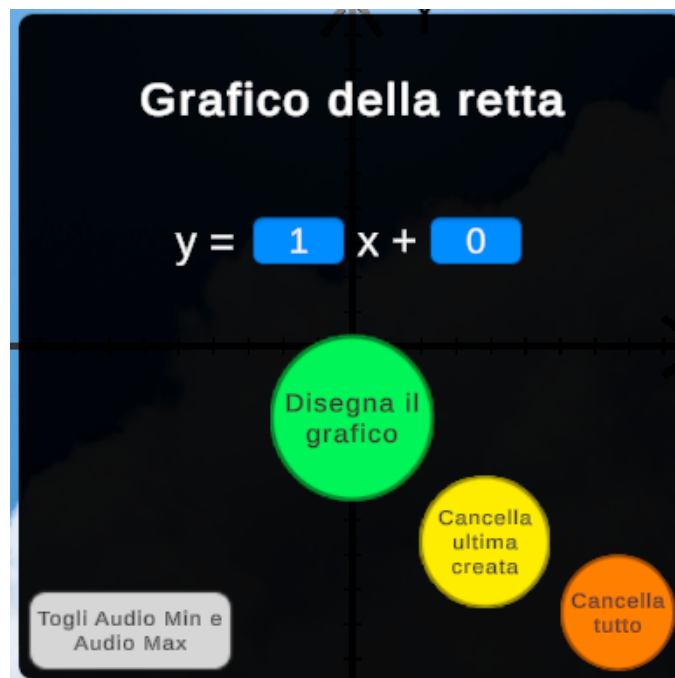 Y
Grafico della retta
y = 1 x + 0
Disegna il
grafico
Cancella
ultima
creata
Cancella
tutto
Togli Audio Min e
Audio Max